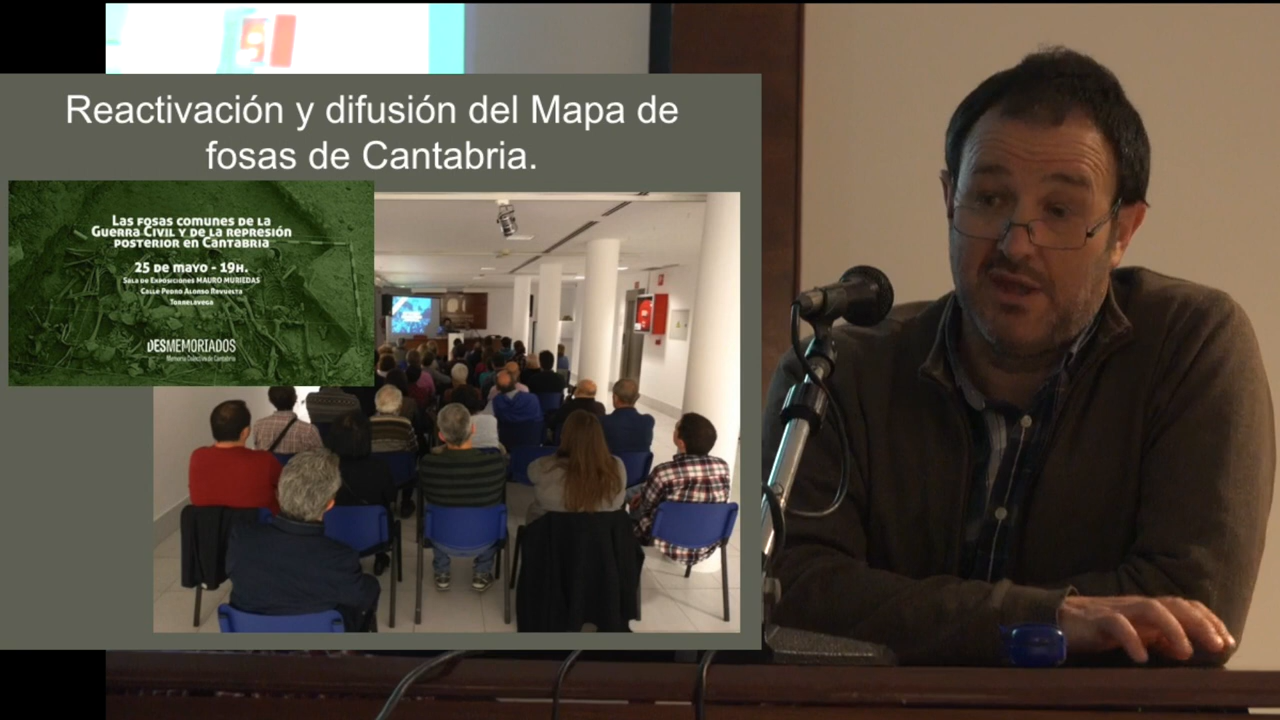 Reactivación y difusión del Mapa de
fosas de Cantabria.
Las fosas comunes de la
Guerra Civil y de la represión
posterior en Cantabria
25 de mayo - 19h.
Sala de Exposiciones MAURO MURIEDAS
Calle Pedro Alonso Revuelta
Torrelavega
DESMEMORIADOS
Memoria Colectiva de Cantabria